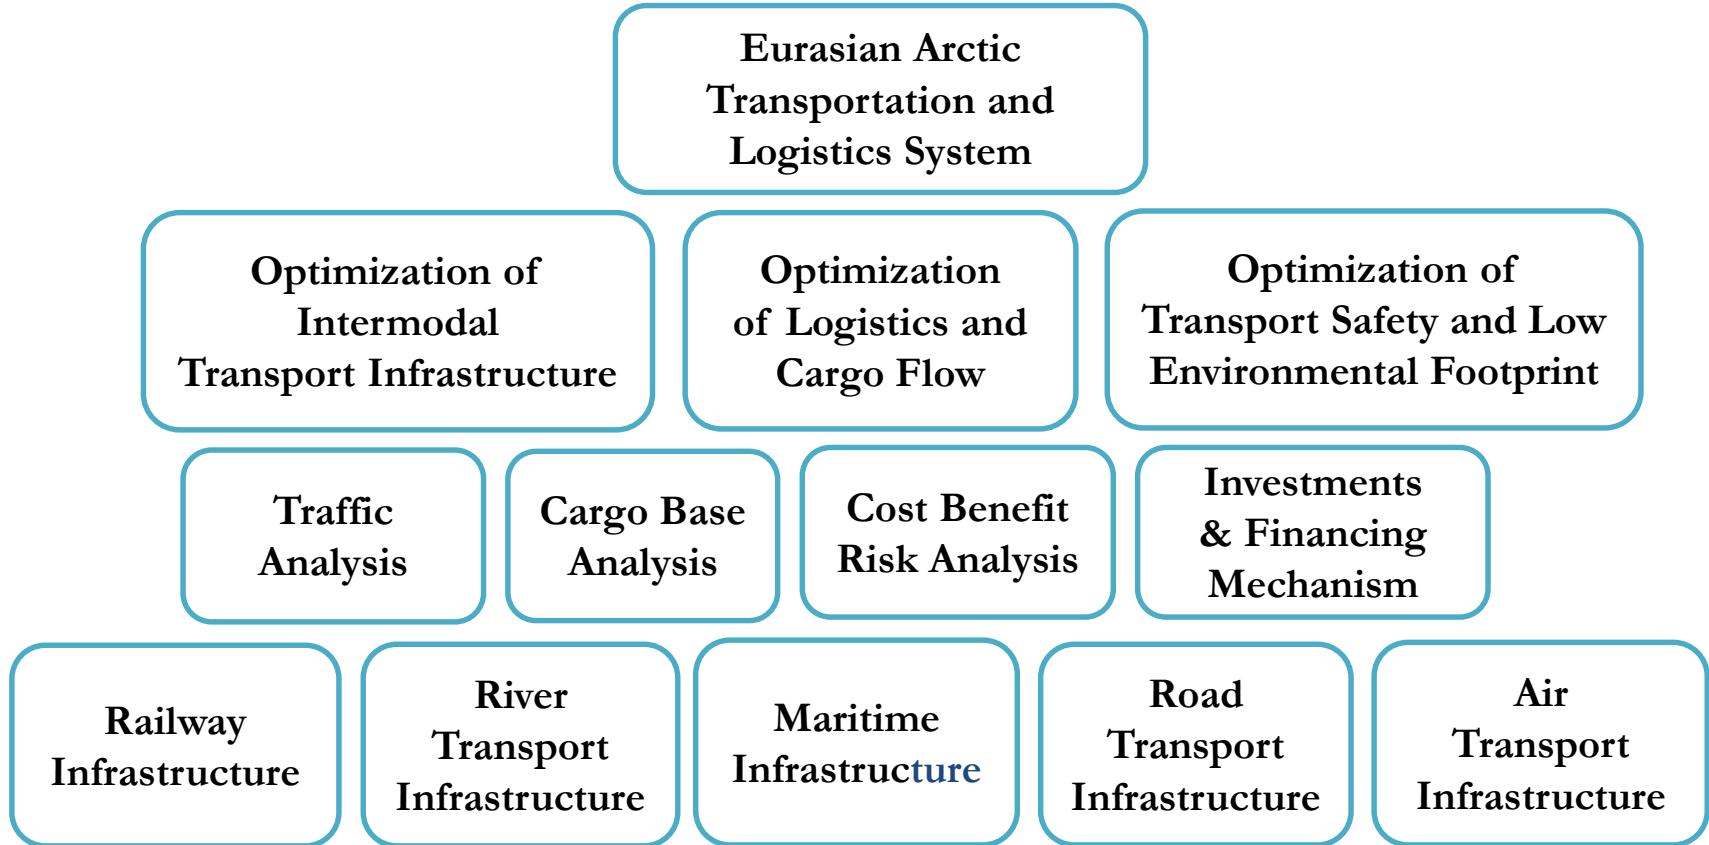 Eurasian Arctic
Transportation and
Logistics System
Optimization of
Intermodal
Transport Infrastructure
Optimization
of Logistics and
Cargo Flow
Optimization of
Transport Safety and Low
Environmental Footprint
Traffic
Analysis
Cargo Base
Analysis
Cost Benefit
Risk Analysis
Investments
& Financing
Mechanism
Railway
Infrastructure
River
Transport
Infrastructure
Maritime
Infrastructure
Road
Transport
Infrastructure
Air
Transport
Infrastructure